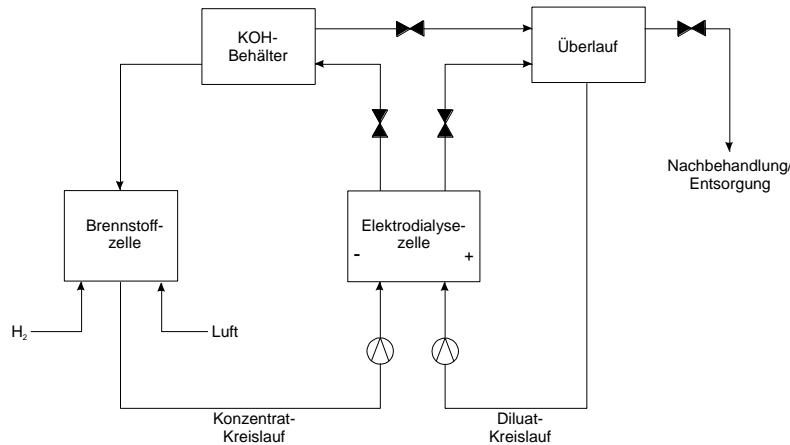 KOH-
Behälter
Überlauf
Nachbehandlung/
Entsorgung
Brennstoff-
zelle
Elektrodialyse-
zelle
-
+
H₂
Luft
Konzentrat-
Kreislauf
Diluat-
Kreislauf